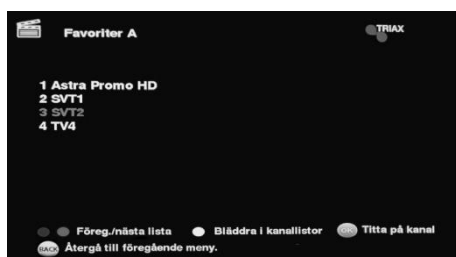 Favoriter A
TRIAX
1 Astra Promo HD
2 SVT1
3 SVT2
4 TV4
Föreg./nästa lista Bläddra i kanallistor OK Titta på kanal
BACK Återgå till föregående meny.